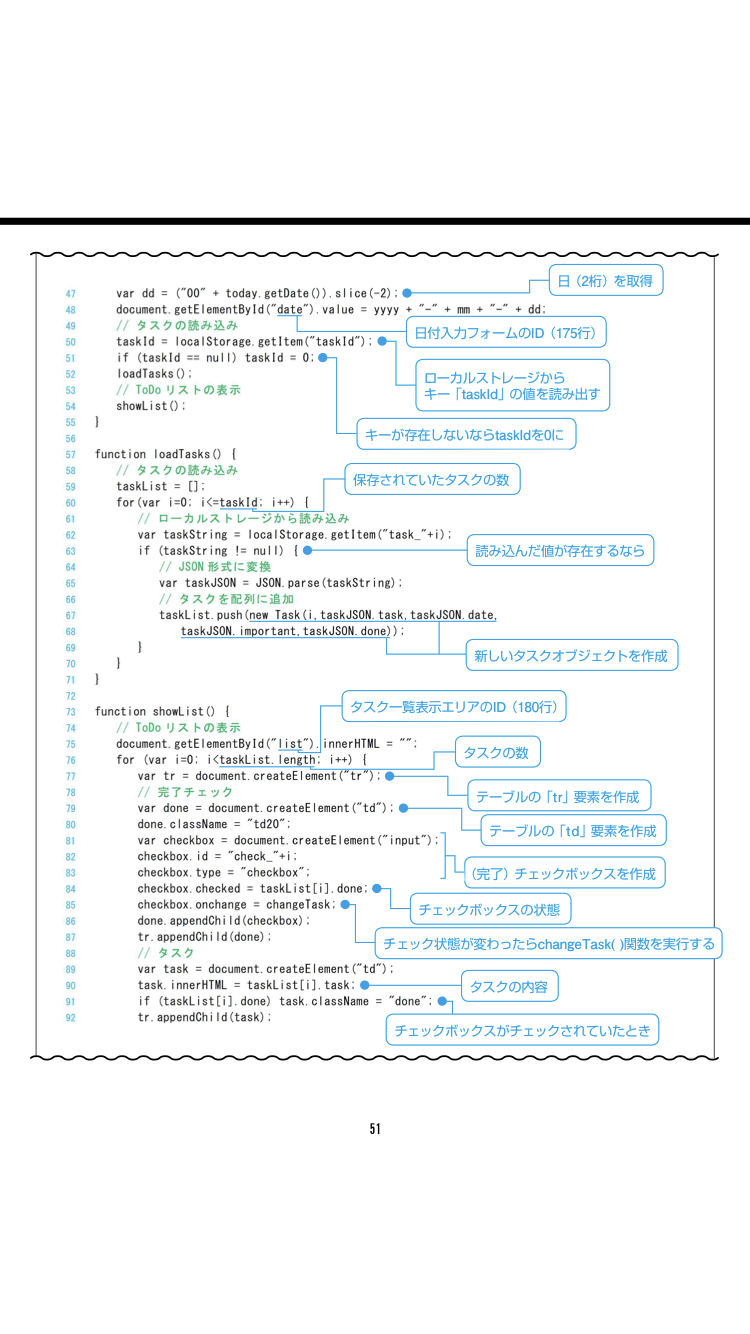 47 var dd = ("00" + today.getDate()).slice(-2);
日（2桁）を取得
48 document.getElementById("date").value = yyyy + "-" + mm + "-" + dd;
49 // タスクの読み込み
日付入力フォームのID（175行）
50 taskId = localStorage.getItem("taskId");
51 if (taskId == null) taskId = 0;
52 loadTasks();
ローカルストレージから
キー「taskId」の値を読み出す
53 // ToDo リストの表示
54 showList();
55 }
キーが存在しないならtaskIdを0に
56
57 function loadTasks() {
58 // タスクの読み込み
保存されていたタスクの数
59 taskList = [];
60 for(var i=0; i<=taskId; i++) {
61 // ローカルストレージから読み込み
62 var taskString = localStorage.getItem("task_"+i);
63 if (taskString != null) {
読み込んだ値が存在するなら
64 // JSON 形式に変換
65 var taskJSON = JSON.parse(taskString);
66 // タスクを配列に追加
67 taskList.push(new Task(i,taskJSON.task,taskJSON.date,
68 taskJSON.important,taskJSON.done));
69 }
新しいタスクオブジェクトを作成
70 }
71 }
72
73 function showList() {
タスク一覧表示エリアのID（180行）
74 // ToDo リストの表示
75 document.getElementById("list").innerHTML = "";
76 for (var i=0; i<taskList.length; i++) {
タスクの数
77 var tr = document.createElement("tr");
78 // 完了チェック
テーブルの「tr」要素を作成
79 var done = document.createElement("td");
80 done.className = "td20";
テーブルの「td」要素を作成
81 var checkbox = document.createElement("input");
82 checkbox.id = "check_"+i;
83 checkbox.type = "checkbox";
（完了）チェックボックスを作成
84 checkbox.checked = taskList[i].done;
85 checkbox.onchange = changeTask;
チェックボックスの状態
86 done.appendChild(checkbox);
87 tr.appendChild(done);
チェック状態が変わったらchangeTask( )関数を実行する
88 // タスク
89 var task = document.createElement("td");
90 task.innerHTML = taskList[i].task;
タスクの内容
91 if (taskList[i].done) task.className = "done";
92 tr.appendChild(task);
チェックボックスがチェックされていたとき
51